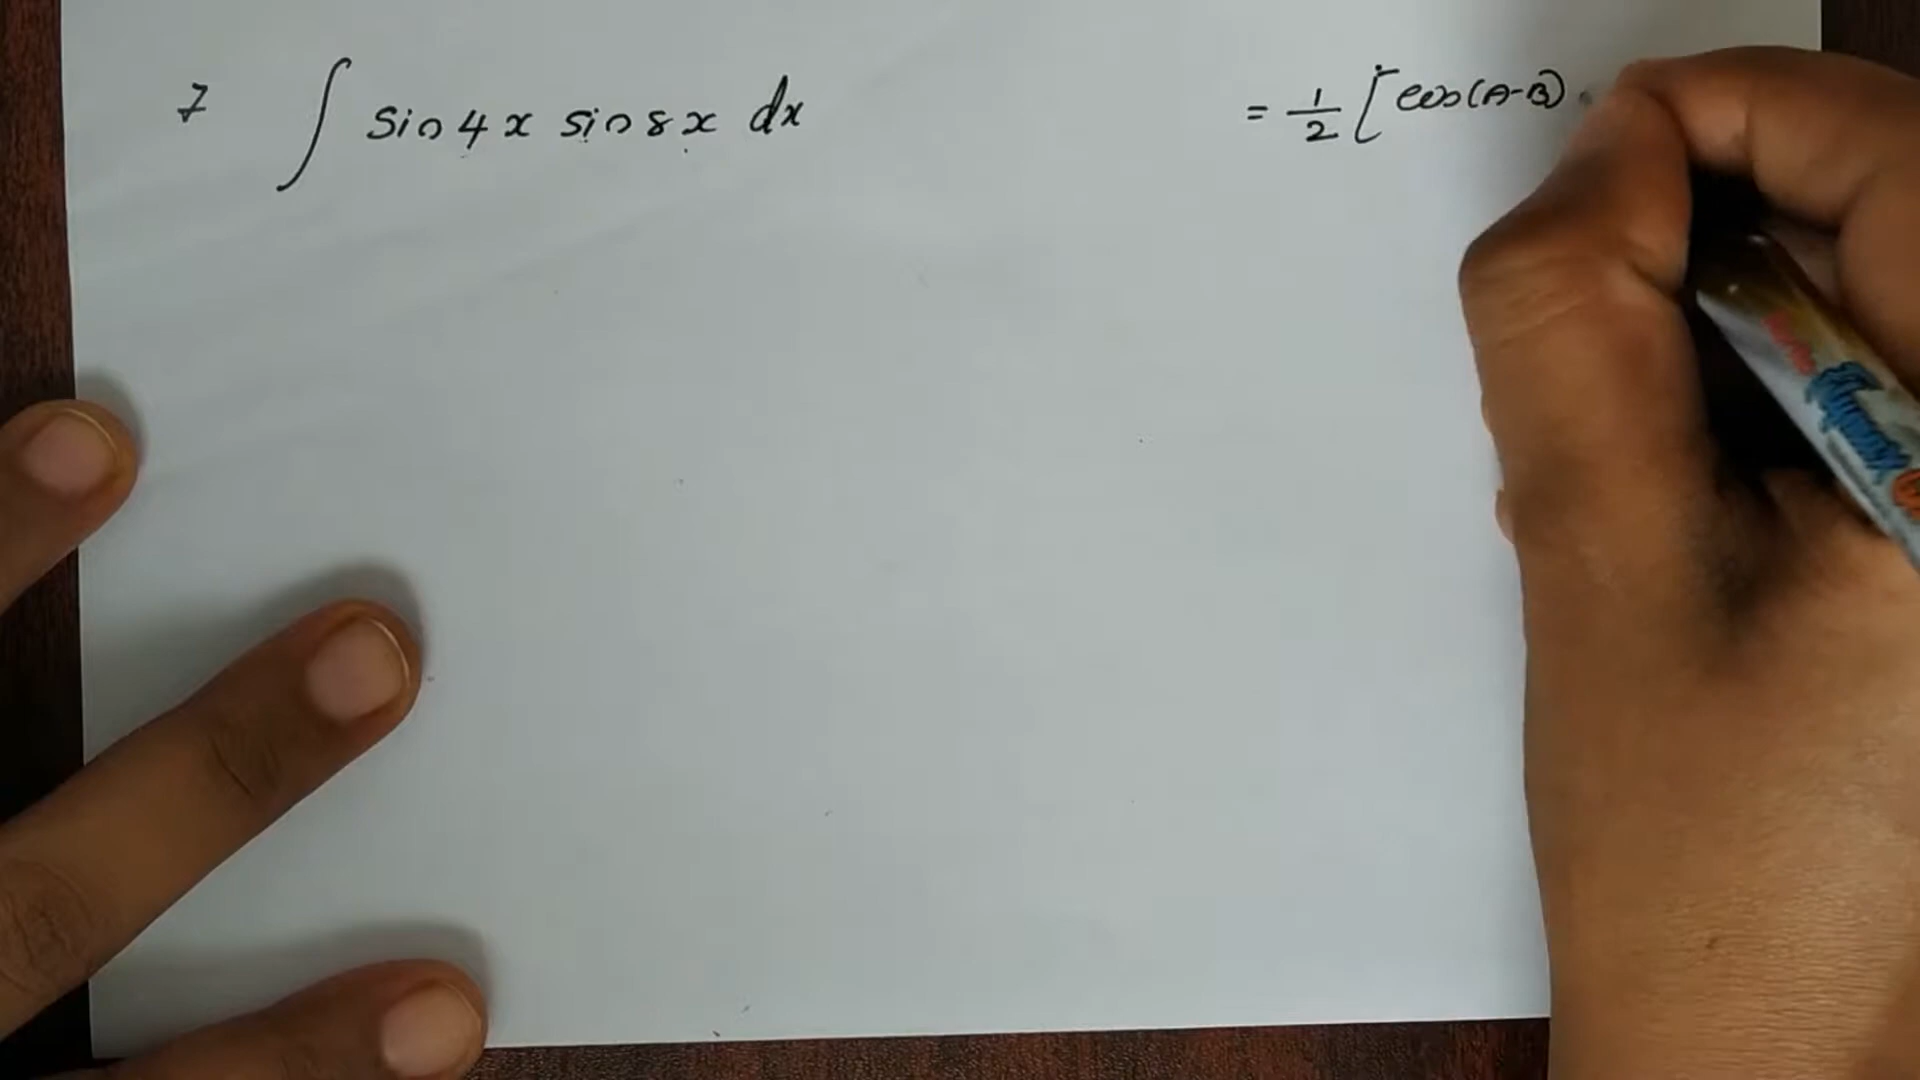 7 ∫ sin 4x sin 8x dx = 1/2 [cos(A-B)